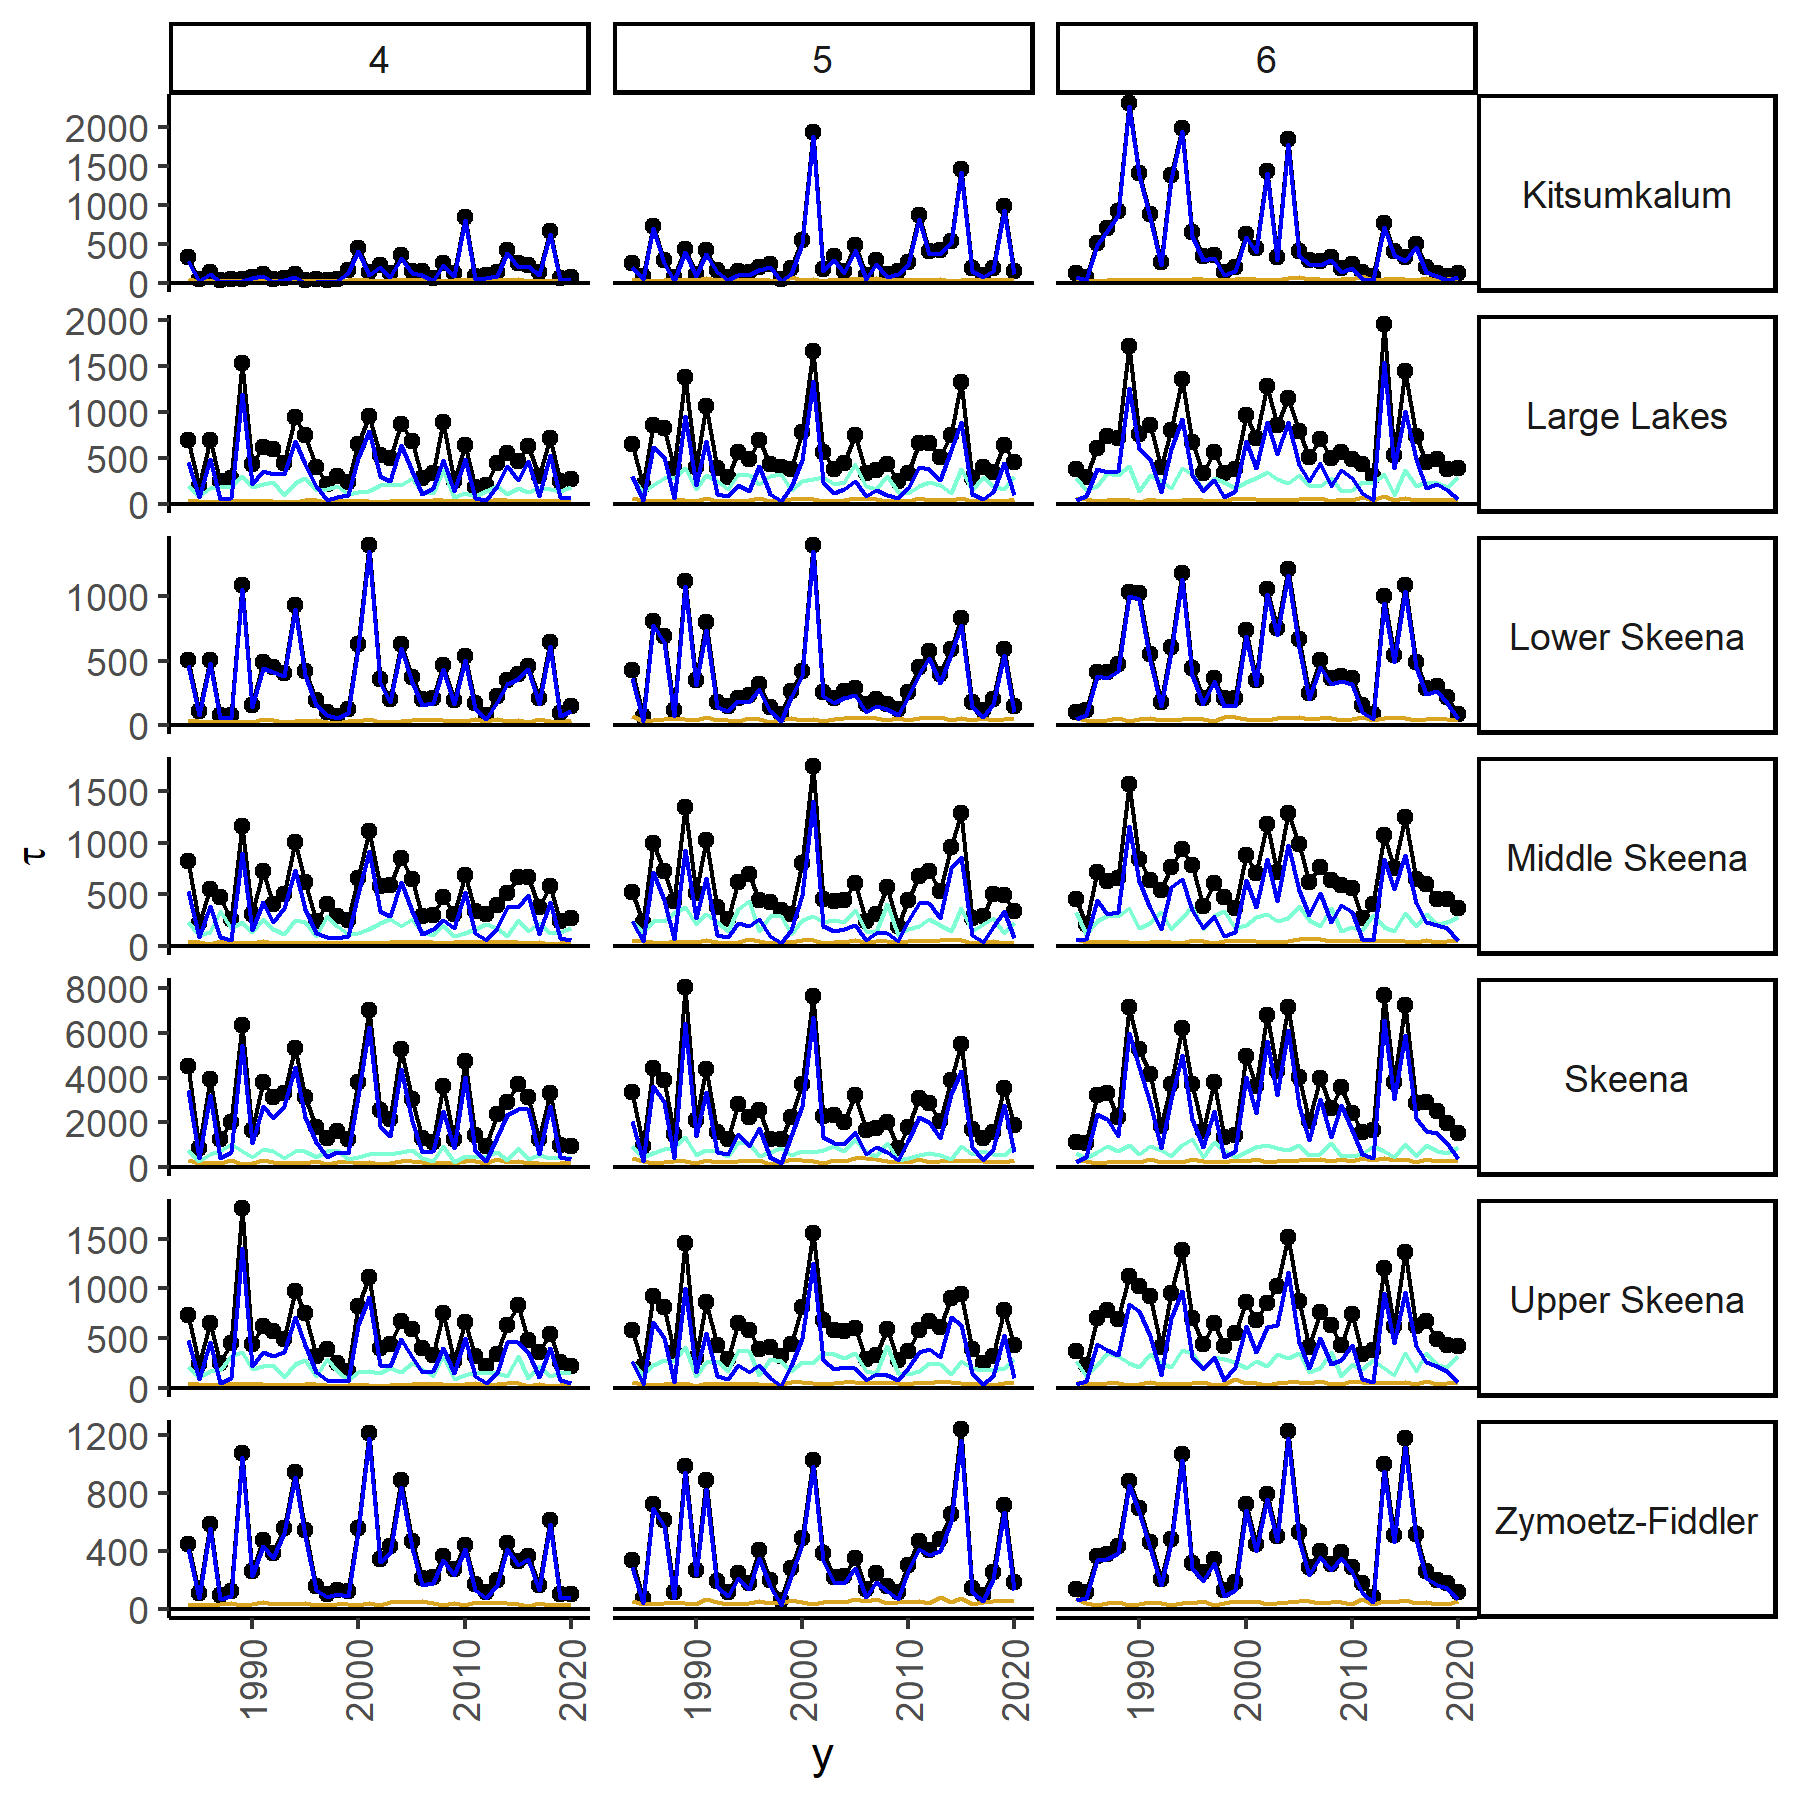 4 5 6
2000
1500
1000
500
0
Kitsumkalum
2000
1500
1000
500
0
Large Lakes
1000
500
0
Lower Skeena
1500
1000
500
0
Middle Skeena
τ
8000
6000
4000
2000
0
Skeena
1500
1000
500
0
Upper Skeena
1200
800
400
0
Zymoetz-Fiddler
1990 2000 2010 2020 1990 2000 2010 2020 1990 2000 2010 2020
y